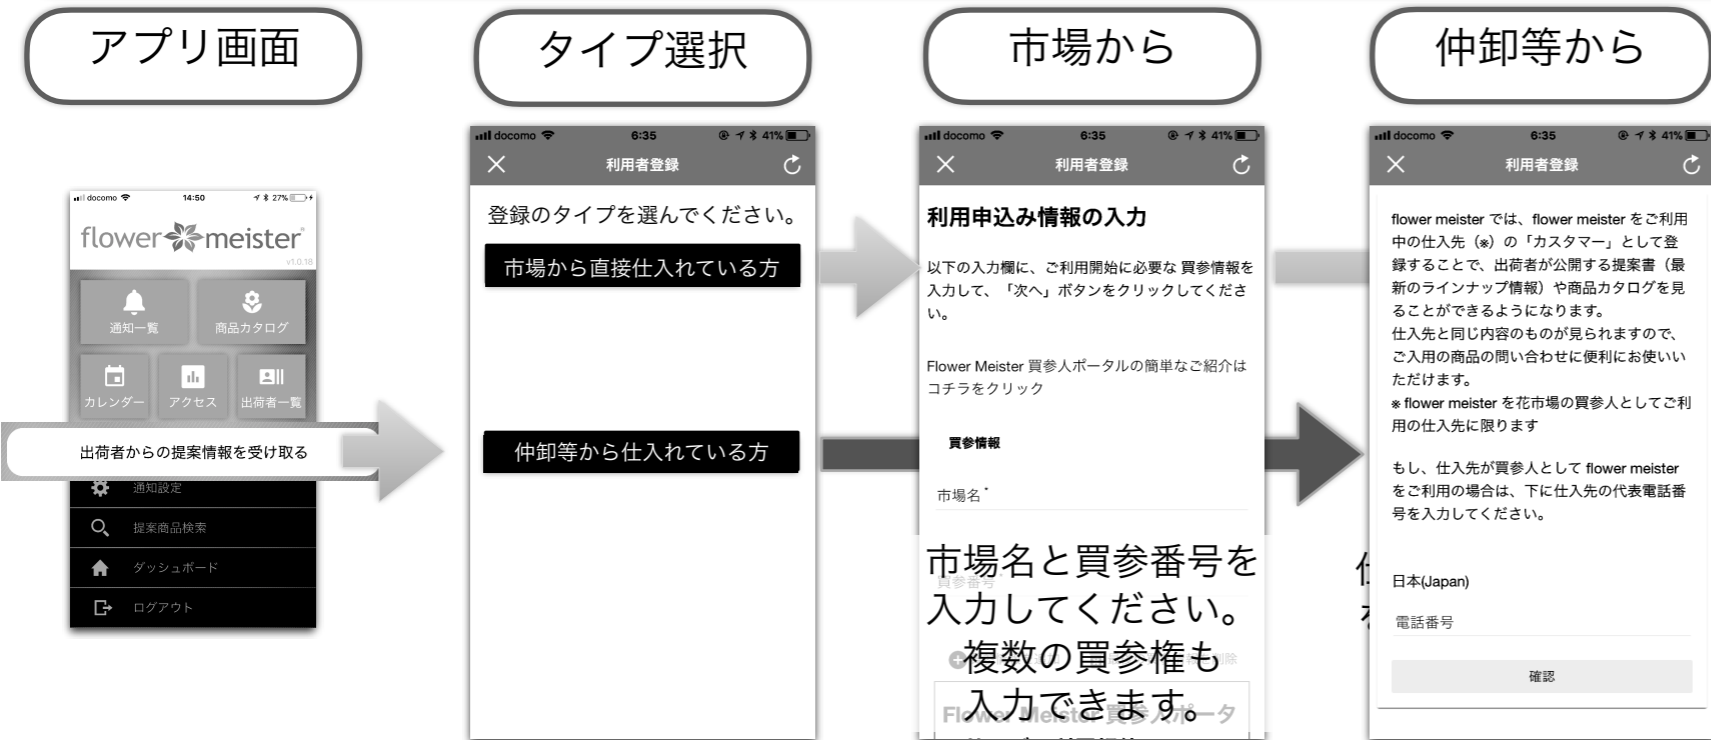 アプリ画面
タイプ選択
市場から
仲卸等から
docomo
14:50
27%
flower meister
v1.0.18
通知一覧
商品カタログ
カレンダー
アクセス
出荷者一覧
出荷者からの提案情報を受け取る
通知設定
提案商品検索
ダッシュボード
ログアウト
docomo
6:35
41%
利用者登録
登録のタイプを選んでください。
市場から直接仕入れている方
仲卸等から仕入れている方
docomo
6:35
41%
利用者登録
利用申込み情報の入力
以下の入力欄に、ご利用開始に必要な 買参情報を
入力して、「次へ」ボタンをクリックしてくださ
い。
Flower Meister 買参人ポータルの簡単なご紹介は
コチラをクリック
買参情報
市場名 *
買参番号 *
市場名と買参番号を
入力してください。
複数の買参権も
入力できます。
Flower Meister 買参人ポータ
docomo
6:35
41%
利用者登録
flower meister では、flower meister をご利用
中の仕入先（※）の「カスタマー」として登
録することで、出荷者が公開する提案書（最
新のラインナップ情報）や商品カタログを見
ることができるようになります。
仕入先と同じ内容のものが見られますので、
ご入用の商品の問い合わせに便利にお使いい
ただけます。
※ flower meister を花市場の買参人としてご利
用の仕入先に限ります
もし、仕入先が買参人として flower meister
をご利用の場合は、下に仕入先の代表電話番
号を入力してください。
日本(Japan)
電話番号
確認